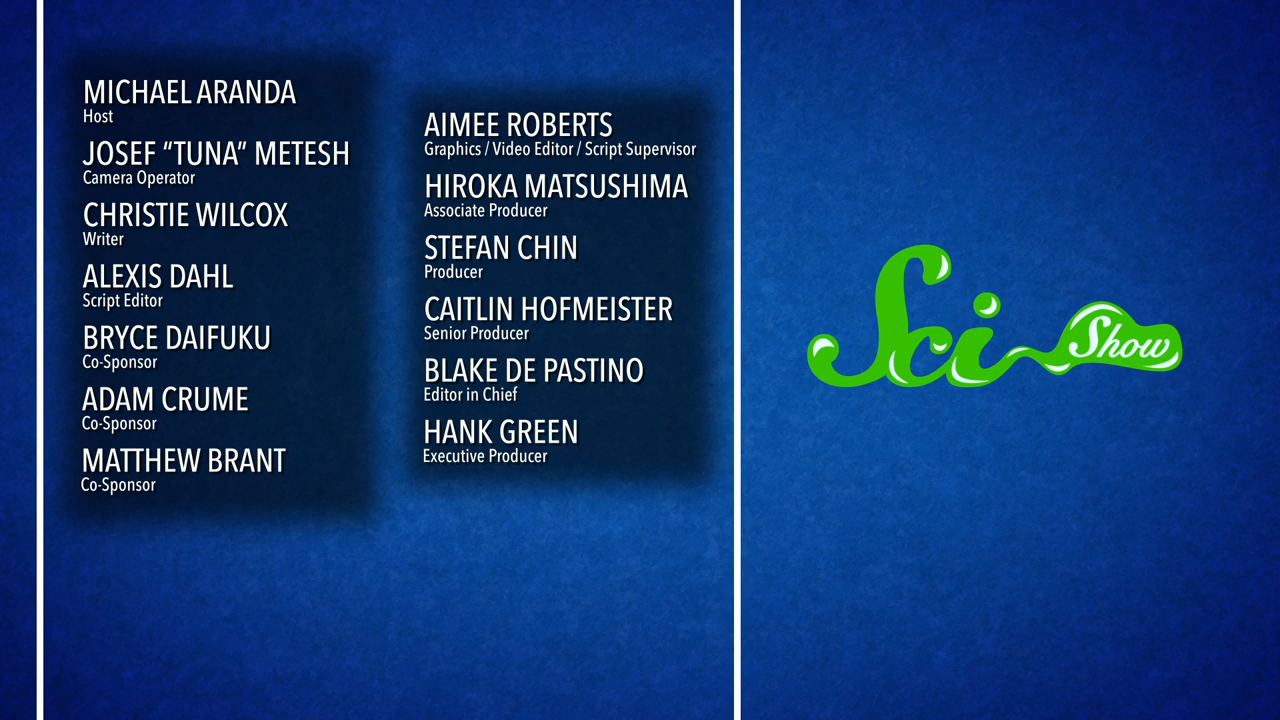 MICHAEL ARANDA
Host
JOSEF “TUNA” METESH
Camera Operator
CHRISTIE WILCOX
Writer
ALEXIS DAHL
Script Editor
BRYCE DAIFUKU
Co-Sponsor
ADAM CRUME
Co-Sponsor
MATTHEW BRANT
Co-Sponsor
AIMEE ROBERTS
Graphics / Video Editor / Script Supervisor
HIROKA MATSUSHIMA
Associate Producer
STEFAN CHIN
Producer
CAITLIN HOFMEISTER
Senior Producer
BLAKE DE PASTINO
Editor in Chief
HANK GREEN
Executive Producer
Sci Show